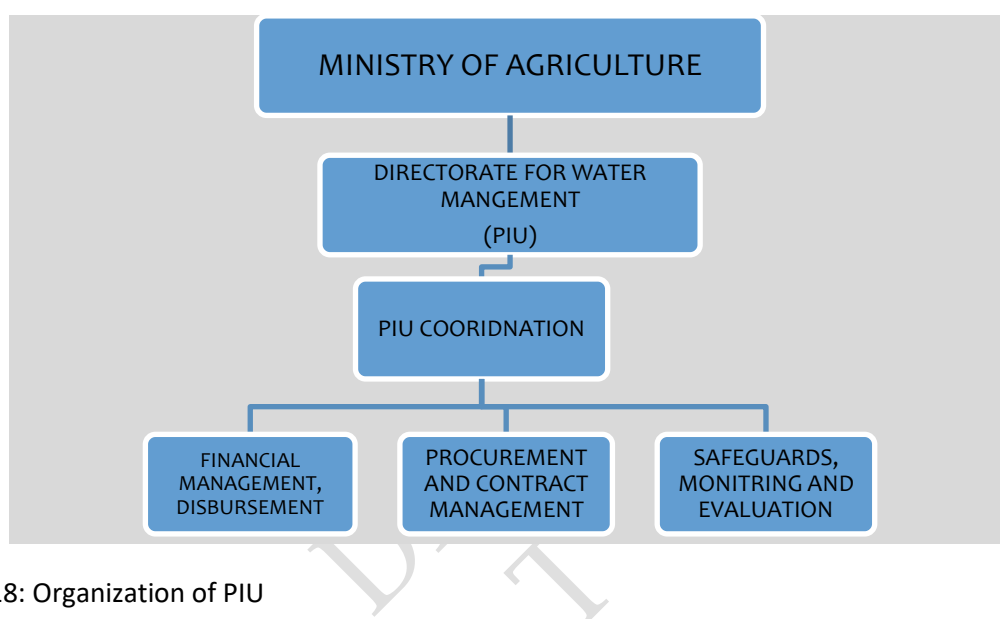 MINISTRY OF AGRICULTURE
DIRECTORATE FOR WATER
MANGEMENT
(PIU)
PIU COORIDNATION
FINANCIAL
MANAGEMENT,
DISBURSEMENT
PROCUREMENT
AND CONTRACT
MANAGEMENT
SAFEGUARDS,
MONITRING AND
EVALUATION
8: Organization of PIU